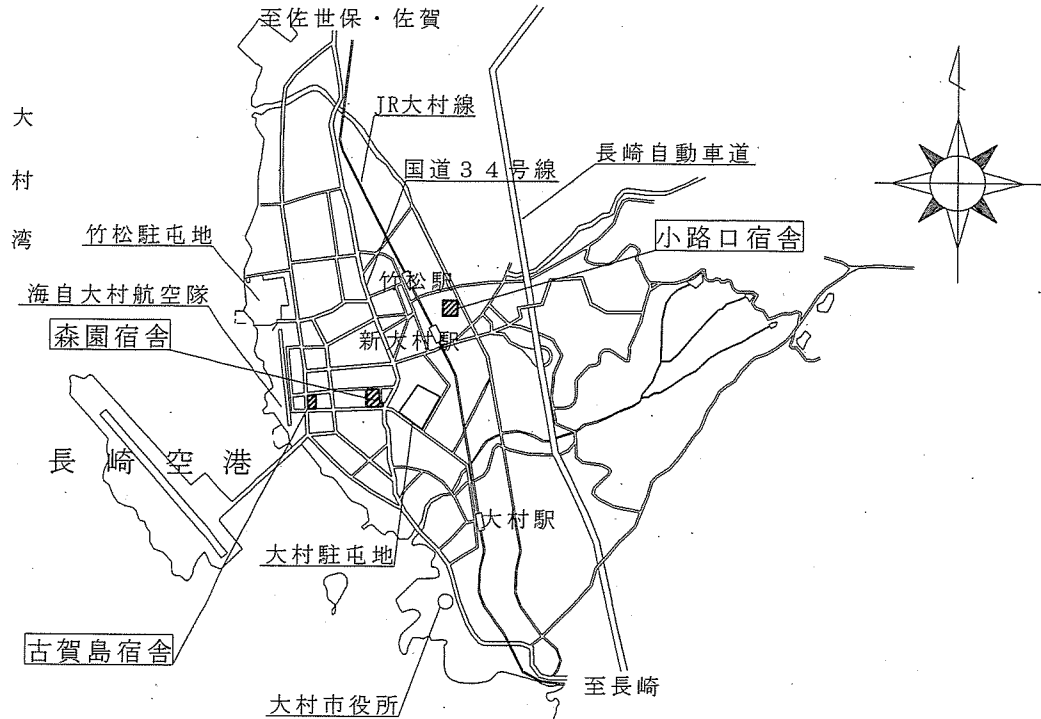 至佐世保・佐賀
大村湾
JR大村線
国道34号線
長崎自動車道
竹松駐屯地
小路口宿舎
竹松駅
海自大村航空隊
森園宿舎
新大村駅
長崎空港
大村駅
大村駐屯地
古賀島宿舎
至長崎
大村市役所